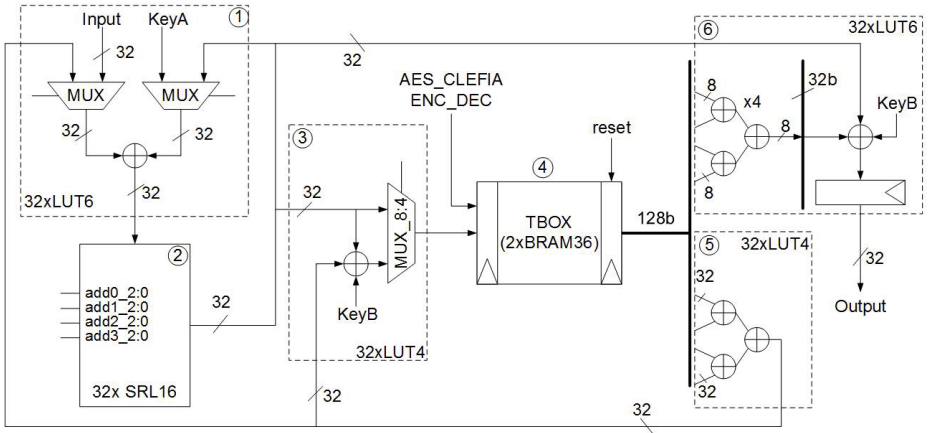 Input KeyA 1
32
MUX MUX
32 32
32
32xLUT6
2
add0_2:0
add1_2:0
add2_2:0
add3_2:0
32x SRL16
32
32
3
32
MUX_8:4
KeyB
32xLUT4
32
AES_CLEFIA
ENC_DEC
reset
4
TBOX
(2xBRAM36)
128b
6 32xLUT6
8 x4 32b
KeyB
8
8
32
Output
5 32xLUT4
32
32
32